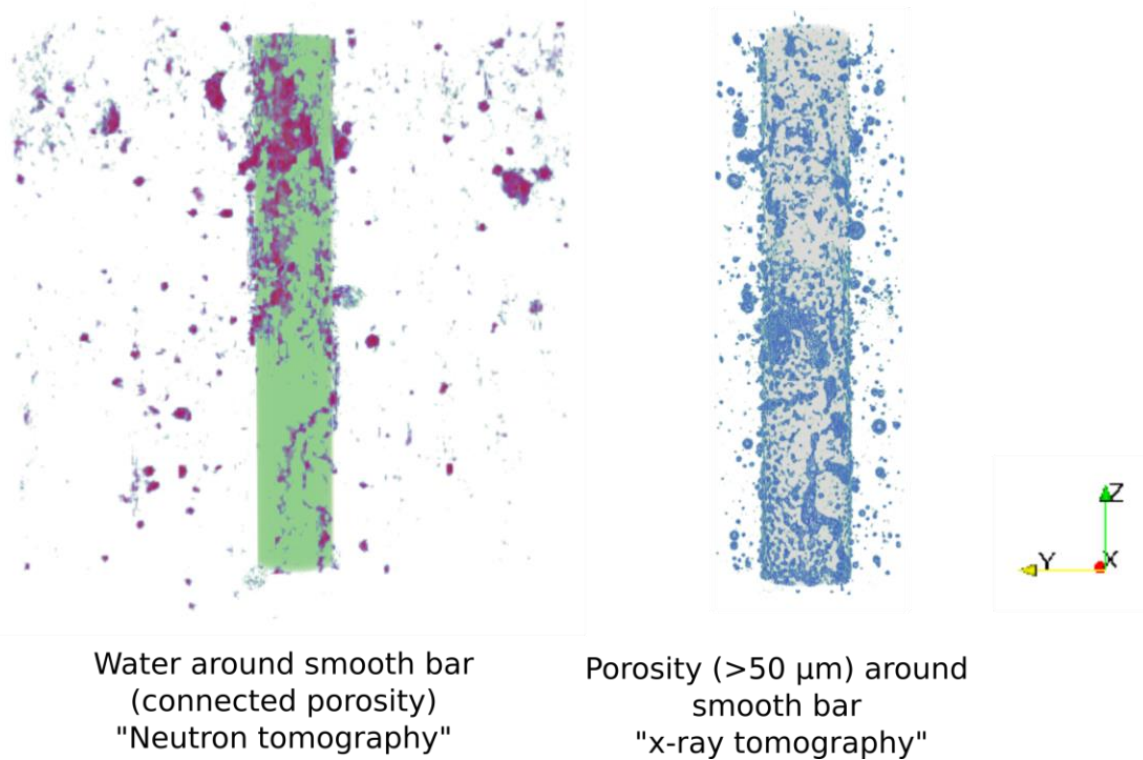 Water around smooth bar
(connected porosity)
"Neutron tomography"
Porosity (>50 μm) around
smooth bar
"x-ray tomography"
Z
Y
X